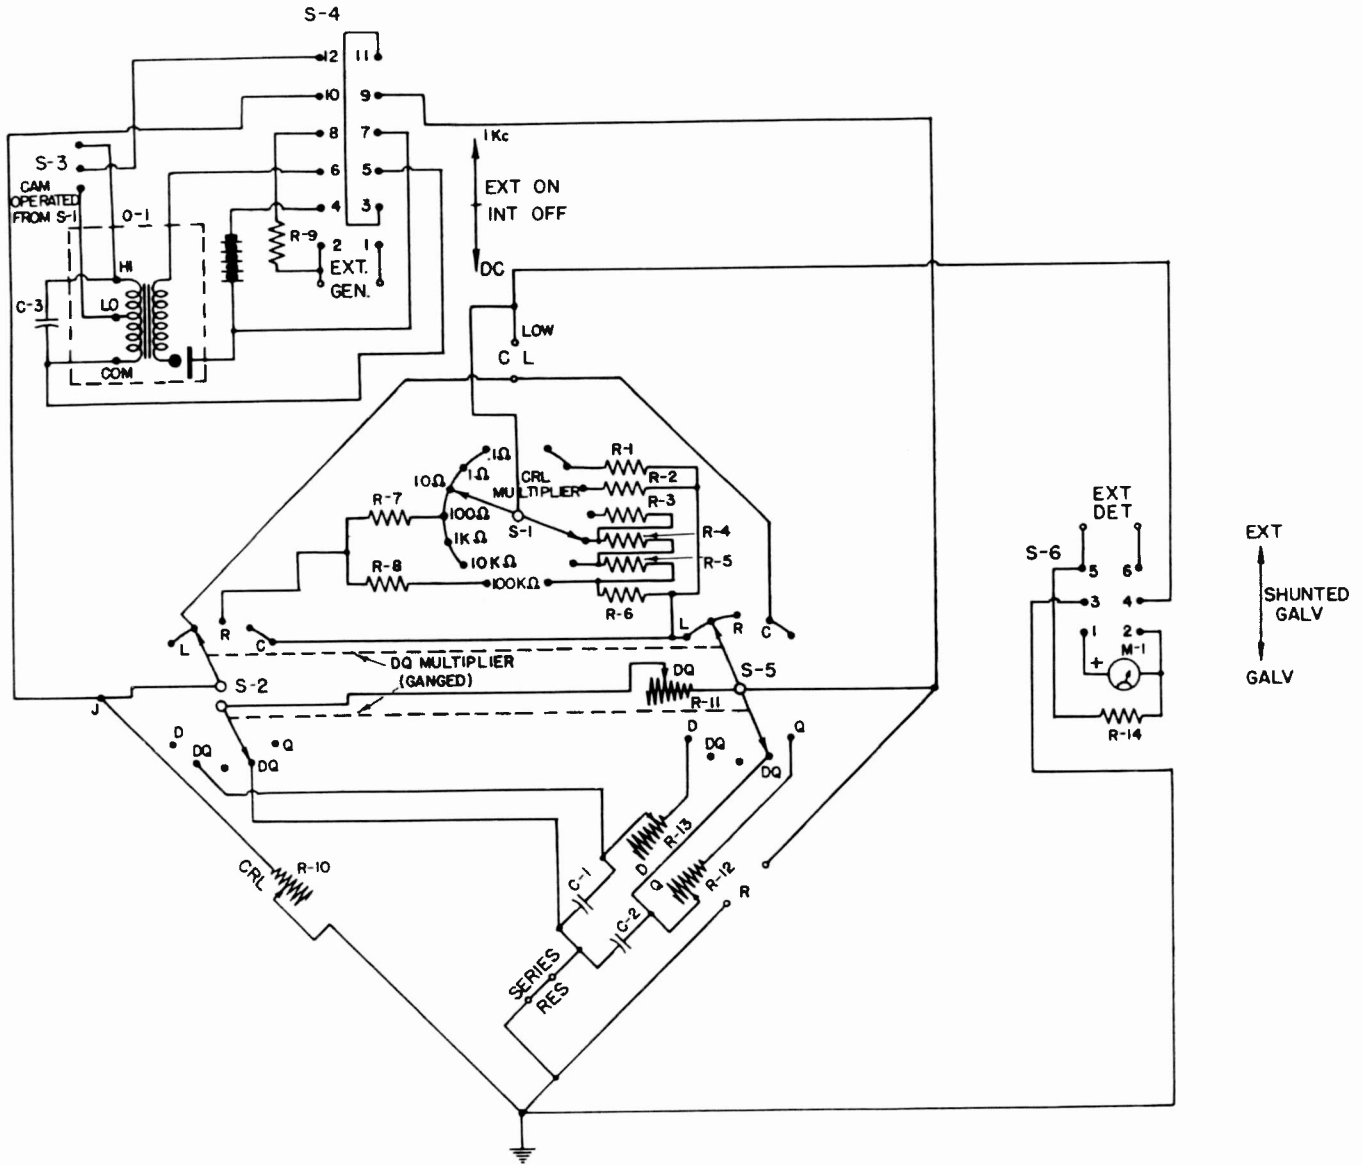 S-4
12 11
10 9
8 7
6 5
4 3
2 1
EXT.
GEN.
R-9
S-3
CAM
OPERATED
FROM S-1
O-1
HI
LO
COM
C-3
1Kc
EXT ON
INT OFF
DC
LOW
C L
.1Ω
1Ω
10Ω
100Ω
1KΩ
10KΩ
100KΩ
CRL
MULTIPLIER
S-1
R-1
R-2
R-3
R-4
R-5
R-6
R-7
R-8
L
R
C
L
R
C
DQ MULTIPLIER
(GANGED)
S-2
S-5
DQ
R-11
J
D
DQ
DQ
Q
D
DQ
DQ
Q
CRL
R-10
R-13
D
Q
R-12
C-1
C-2
R
SERIES
RES
EXT
DET
S-6
5 6
3 4
1 2
M-1
+
R-14
EXT
SHUNTED
GALV
GALV